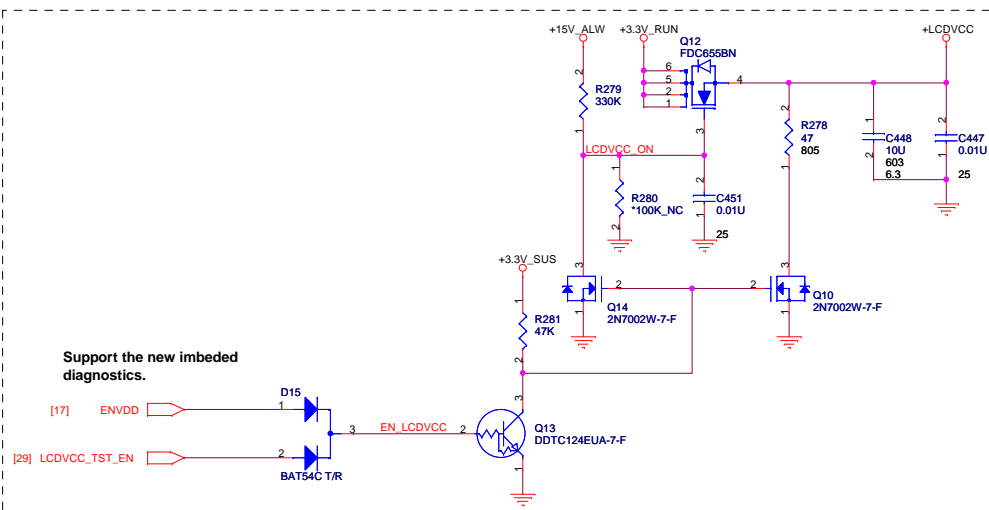 +15V_ALW
+3.3V_RUN
+LCDVCC
Q12
FDC655BN
6
5
2
1
4
3
2
R279
330K
1
LCDVCC_ON
1
R280
*100K_NC
2
2
C451
0.01U
1
25
2
R278
47
805
1
1
C448
10U
2
603
6.3
2
C447
0.01U
1
25
+3.3V_SUS
3
2
Q14
2N7002W-7-F
1
3
2
Q10
2N7002W-7-F
1
1
R281
47K
2
Support the new imbeded
diagnostics.
D15
[17] ENVDD
1
3
EN_LCDVCC
2
3
Q13
DDTC124EUA-7-F
1
[29] LCDVCC_TST_EN
2
BAT54C T/R